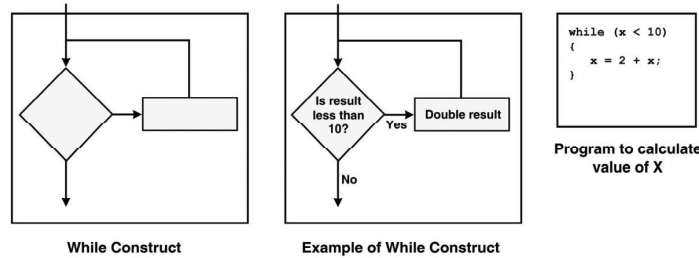 Is result
less than
10?
Yes
Double result
No
while (x < 10)
{
x = 2 + x;
}
Program to calculate
value of X
While Construct
Example of While Construct